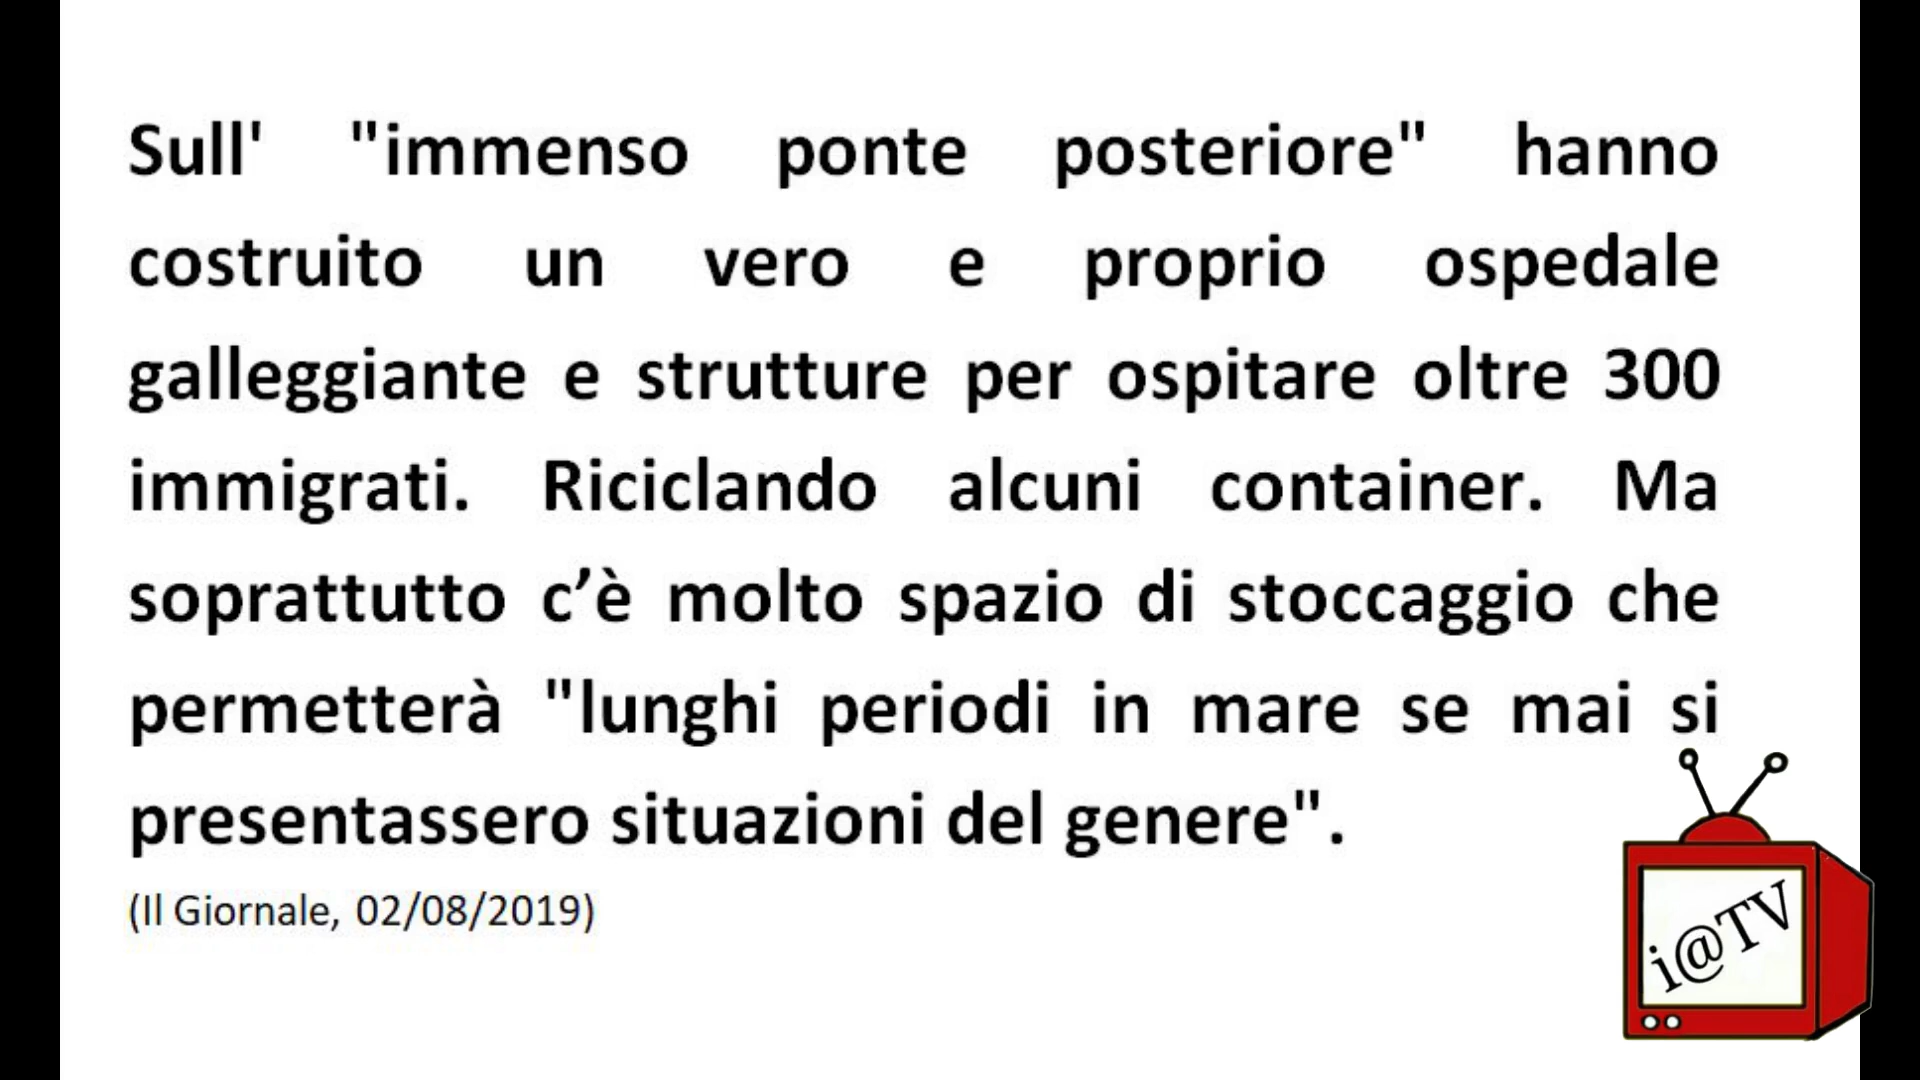 Sull' "immenso ponte posteriore" hanno
costruito un vero e proprio ospedale
galleggiante e strutture per ospitare oltre 300
immigrati. Riciclando alcuni container. Ma
soprattutto c’è molto spazio di stoccaggio che
permetterà "lunghi periodi in mare se mai si
presentassero situazioni del genere".
(Il Giornale, 02/08/2019)
i@TV